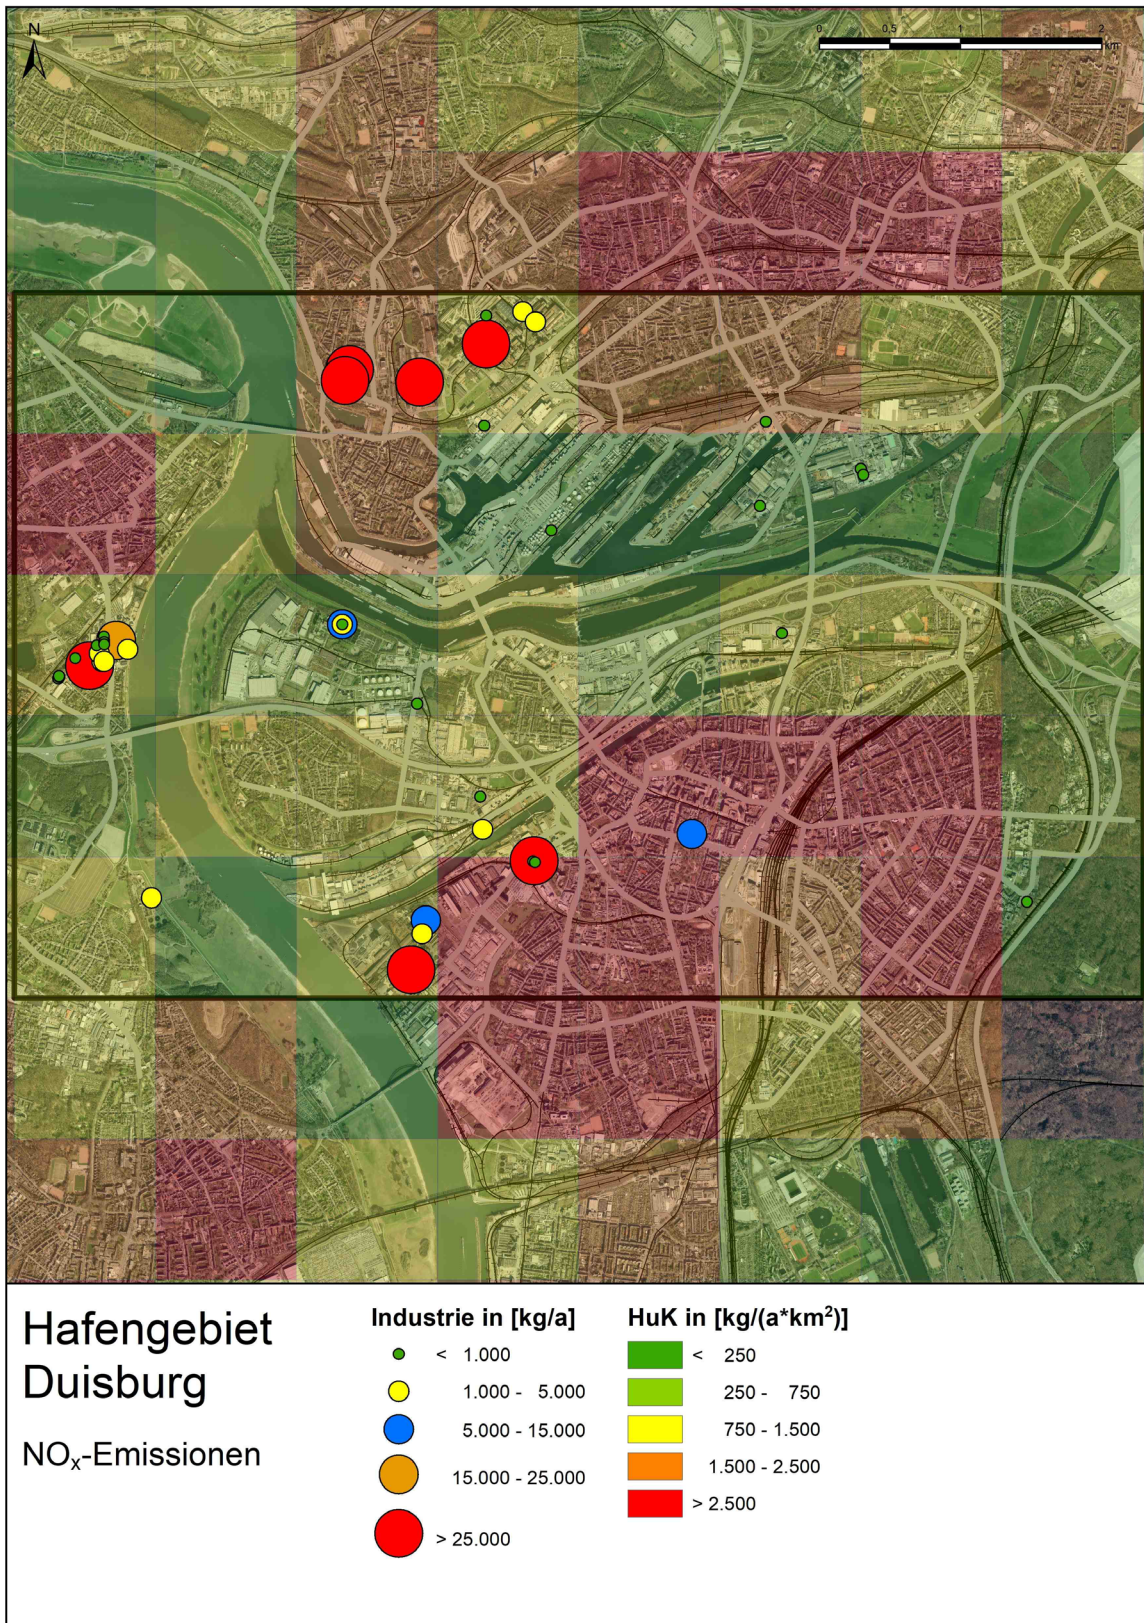 N
0 0,5 1 2
km
Hafengebiet
Duisburg
NOₓ-Emissionen
Industrie in [kg/a]
< 1.000
1.000 - 5.000
5.000 - 15.000
15.000 - 25.000
> 25.000
HuK in [kg/(a*km²)]
< 250
250 - 750
750 - 1.500
1.500 - 2.500
> 2.500